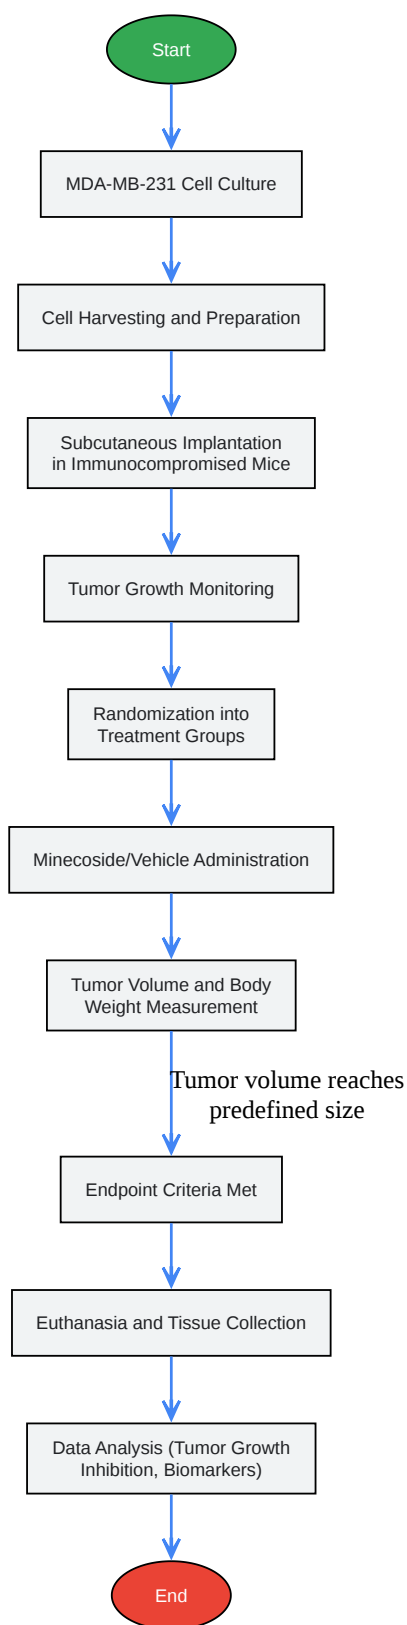 Start
MDA-MB-231 Cell Culture
Cell Harvesting and Preparation
Subcutaneous Implantation
in Immunocompromised Mice
Tumor Growth Monitoring
Randomization into
Treatment Groups
Minecoside/Vehicle Administration
Tumor Volume and Body
Weight Measurement
Tumor volume reaches
predefined size
Endpoint Criteria Met
Euthanasia and Tissue Collection
Data Analysis (Tumor Growth
Inhibition, Biomarkers)
End